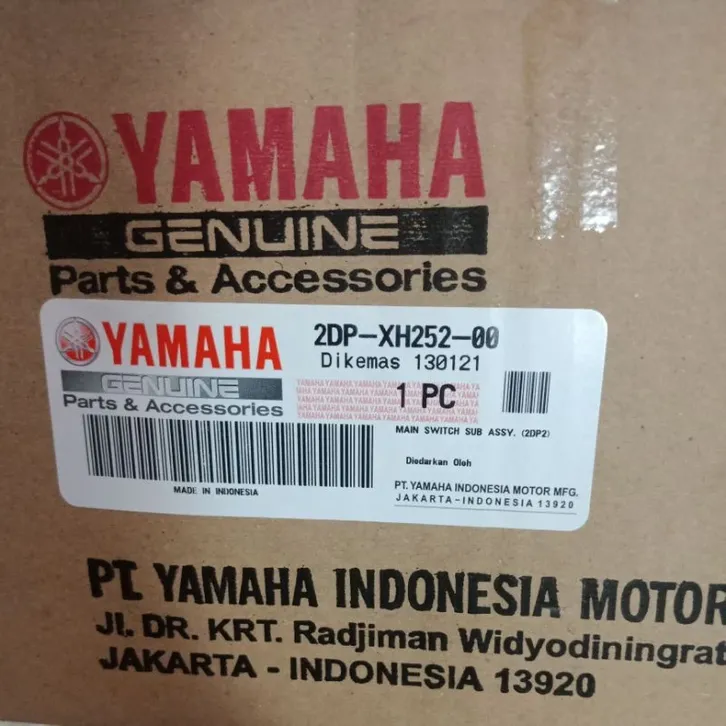 YAMAHA
GENUINE
Parts & Accessories
YAMAHA
GENUINE
Parts & Accessories
2DP-XH252-00
Dikemas 130121
1 PC
MAIN SWITCH SUB ASSY. (2DP2)
Diedarkan Oleh
PT. YAMAHA INDONESIA MOTOR MFG.
JAKARTA-INDONESIA 13920
MADE IN INDONESIA
PT. YAMAHA INDONESIA MOTOR
Jl. DR. KRT. Radjiman Widyodiningrat
JAKARTA - INDONESIA 13920